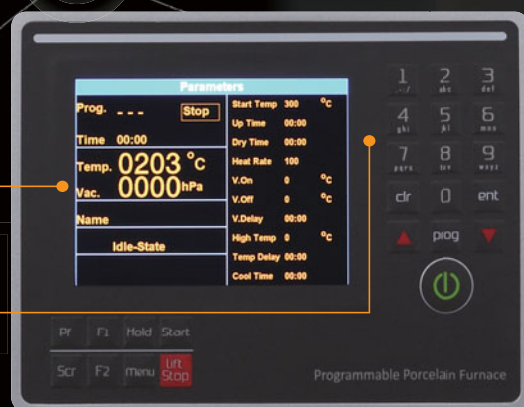 Parameters
Prog. _ _ _ Stop
Time 00:00
Temp. 0203 °C
Vac. 0000 hPa
Name
Idle-State
Start Temp 300 °C
Up Time 00:00
Dry Time 00:00
Heat Rate 100
V.On 0 °C
V.Off 0 °C
V.Delay 00:00
High Temp 0 °C
Temp Delay 00:00
Cool Time 00:00
1 2 3
abc def
4 5 6
ghi jkl mno
7 8 9
pqrs tuv wxyz
clr 0 ent
prog
Pr F1 Hold Start
Scr F2 menu Lift Stop
Programmable Porcelain Furnace